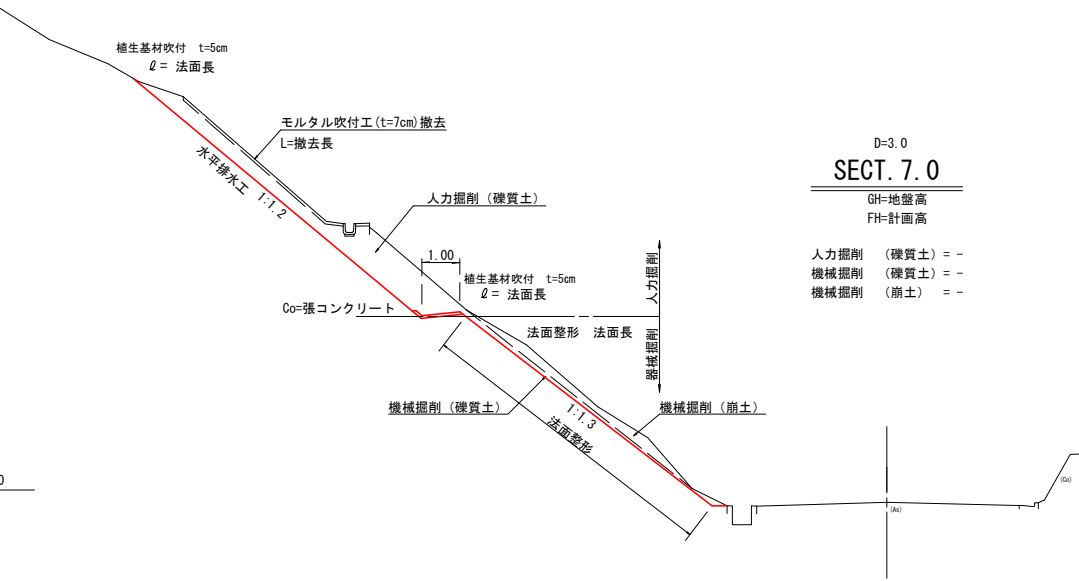 植生基材吹付 t=5cm
ℓ = 法面長
モルタル吹付工(t=7cm)撤去
L=撤去長
水平排水工 1:1.2
人力掘削(礫質土)
1.00
植生基材吹付 t=5cm
ℓ = 法面長
Co=張コンクリート
法面整形 法面長
人力掘削
器械掘削
機械掘削(礫質土)
1:1.3
法面整形
機械掘削(崩土)
D=3.0
SECT. 7.0
GH=地盤高
FH=計画高
人力掘削 (礫質土) = -
機械掘削 (礫質土) = -
機械掘削 (崩土) = -
(Co)
(As)
0